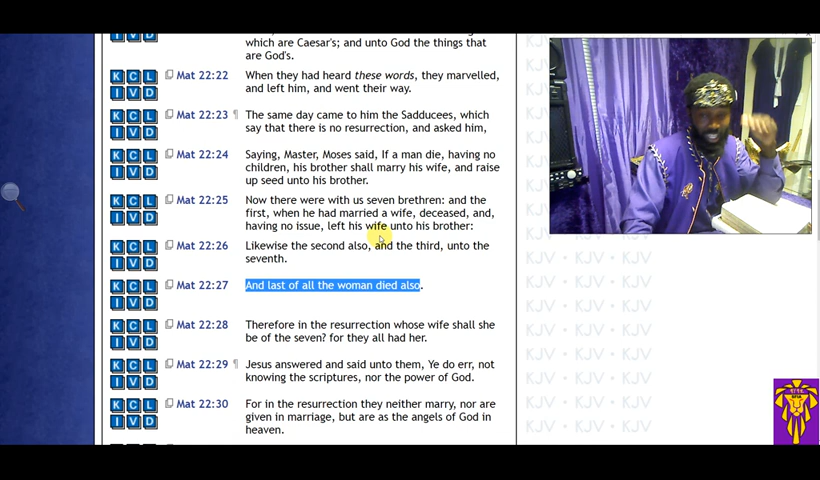 which are Caesar's; and unto God the things that
are God's.
K C L Mat 22:22 When they had heard these words, they marvelled,
I V D and left him, and went their way.
K C L Mat 22:23 ¶ The same day came to him the Sadducees, which
I V D say that there is no resurrection, and asked him,
K C L Mat 22:24 Saying, Master, Moses said, If a man die, having no
I V D children, his brother shall marry his wife, and raise
up seed unto his brother.
K C L Mat 22:25 Now there were with us seven brethren: and the
I V D first, when he had married a wife, deceased, and,
having no issue, left his wife unto his brother:
K C L Mat 22:26 Likewise the second also, and the third, unto the
I V D seventh.
K C L Mat 22:27 And last of all the woman died also.
I V D
K C L Mat 22:28 Therefore in the resurrection whose wife shall she
I V D be of the seven? for they all had her.
K C L Mat 22:29 ¶ Jesus answered and said unto them, Ye do err, not
I V D knowing the scriptures, nor the power of God.
K C L Mat 22:30 For in the resurrection they neither marry, nor are
I V D given in marriage, but are as the angels of God in
heaven.
KJV • KJV • KJV • KJV
KJV • KJV • KJV • KJV
KJV • KJV • KJV • KJV
KJV • KJV • KJV • KJV
KJV • KJV • KJV • KJV
KJV • KJV • KJV • KJV
KJV • KJV • KJV • KJV
KJV • KJV • KJV • KJV